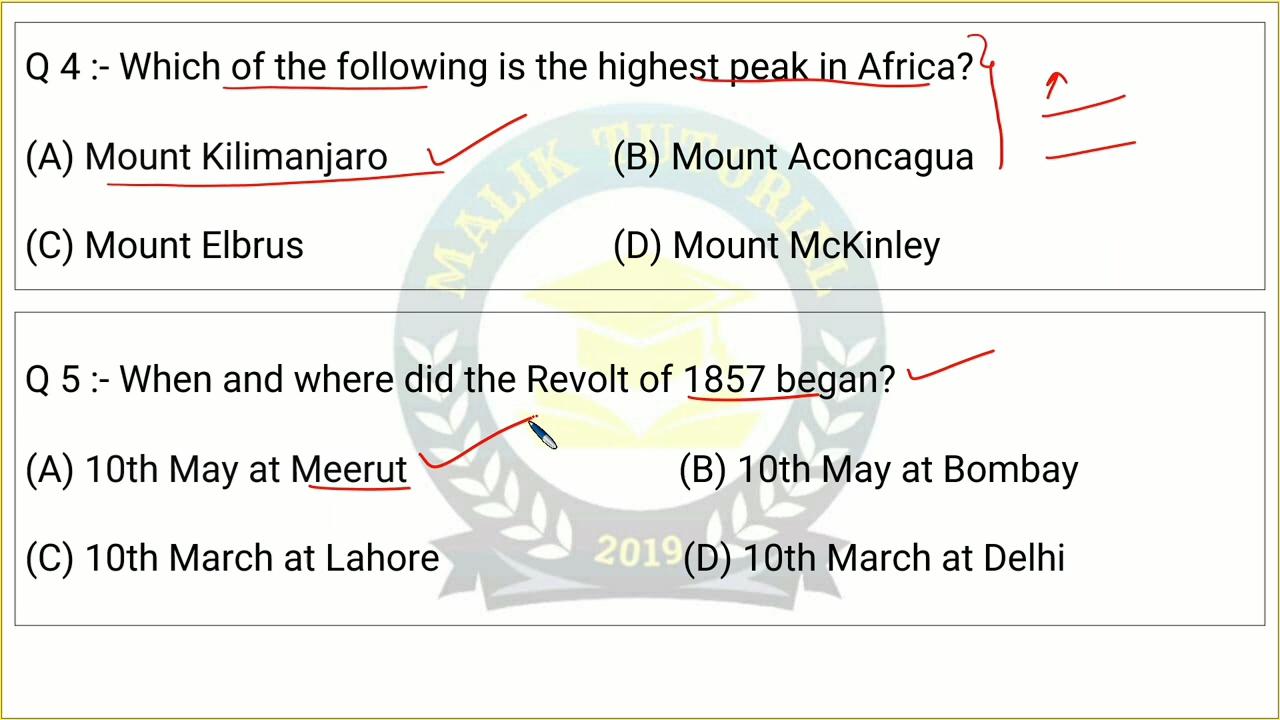 Q 4 :- Which of the following is the highest peak in Africa?
(A) Mount Kilimanjaro (B) Mount Aconcagua
(C) Mount Elbrus (D) Mount McKinley
Q 5 :- When and where did the Revolt of 1857 began?
(A) 10th May at Meerut (B) 10th May at Bombay
(C) 10th March at Lahore (D) 10th March at Delhi
MALIK TUTORIAL
2019